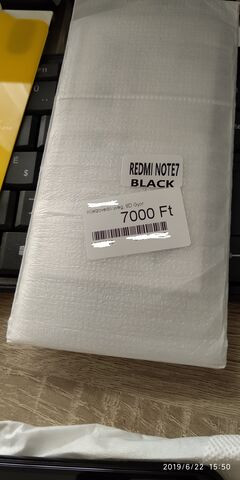 REDMI NOTE7
BLACK
7000 Ft
2019/6/22 15:50